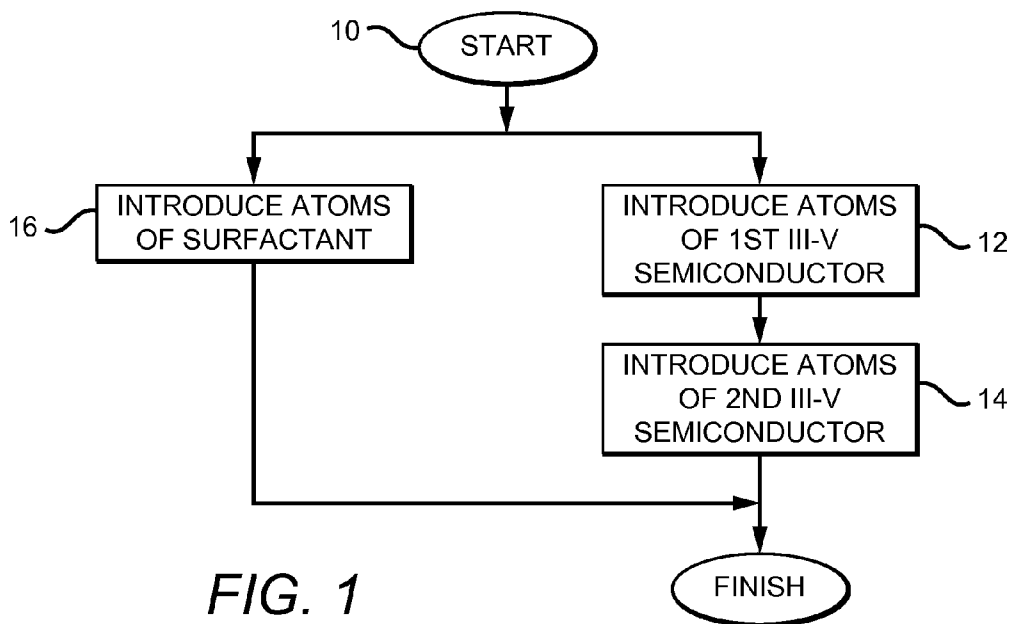 10
START
16
INTRODUCE ATOMS
OF SURFACTANT
INTRODUCE ATOMS
OF 1ST III-V
SEMICONDUCTOR
12
INTRODUCE ATOMS
OF 2ND III-V
SEMICONDUCTOR
14
FINISH
FIG. 1